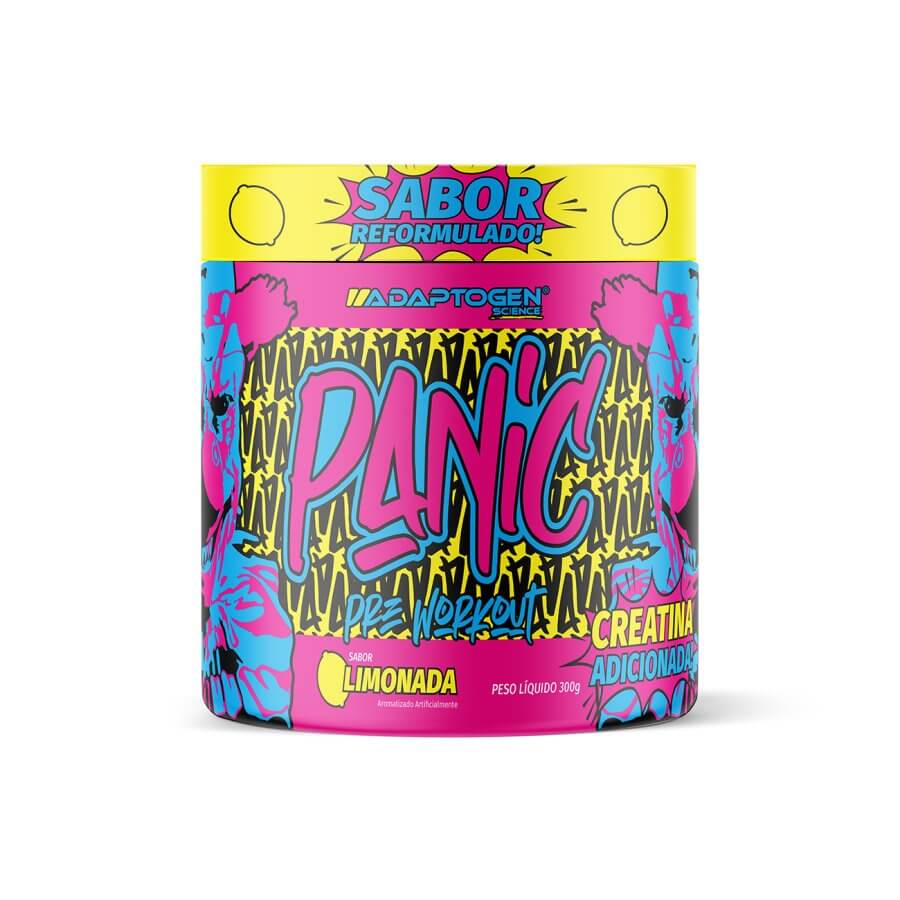 SABOR
REFORMULADO!
ADAPTOGEN®
SCIENCE
PANIC
PRE WORKOUT
CREATINA
ADICIONADA!
SABOR
LIMONADA
Aromatizado Artificialmente
PESO LÍQUIDO 300g